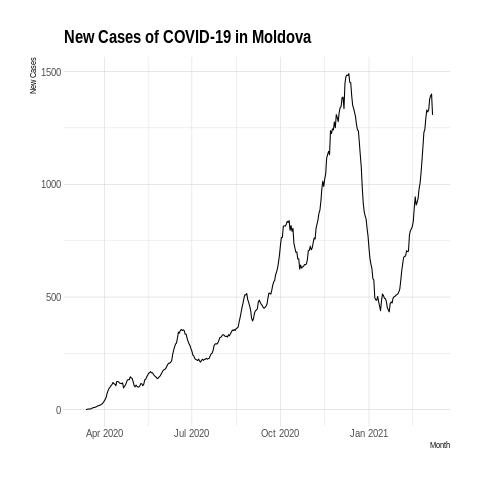 New Cases of COVID-19 in Moldova
New Cases
1500
1000
500
0
Apr 2020 Jul 2020 Oct 2020 Jan 2021
Month